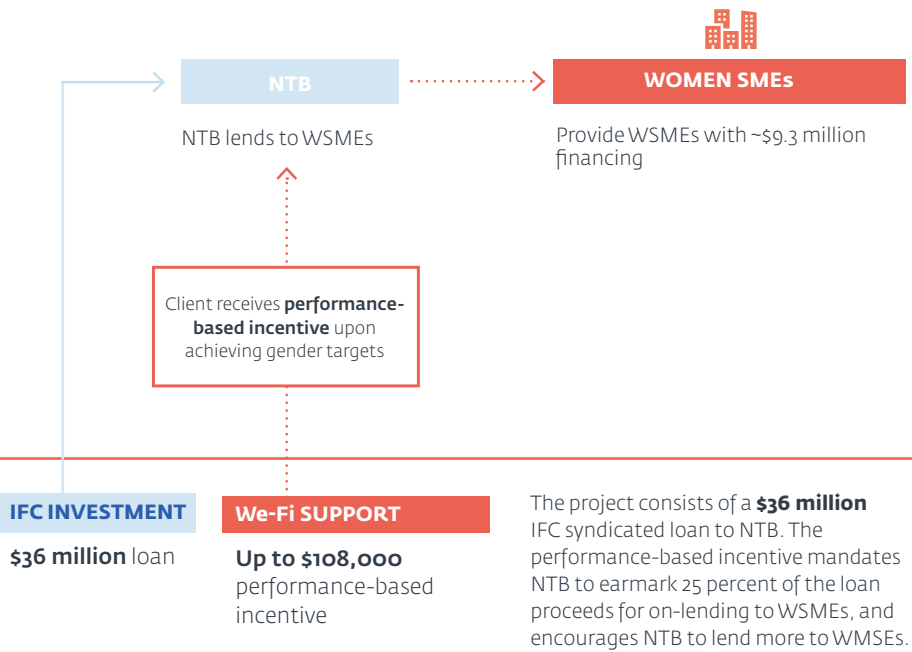 NTB
WOMEN SMEs
NTB lends to WSMEs
Provide WSMEs with ~$9.3 million
financing
Client receives performance-
based incentive upon
achieving gender targets
IFC INVESTMENT
$36 million loan
We-Fi SUPPORT
Up to $108,000
performance-based
incentive
The project consists of a $36 million
IFC syndicated loan to NTB. The
performance-based incentive mandates
NTB to earmark 25 percent of the loan
proceeds for on-lending to WSMEs, and
encourages NTB to lend more to WMSEs.